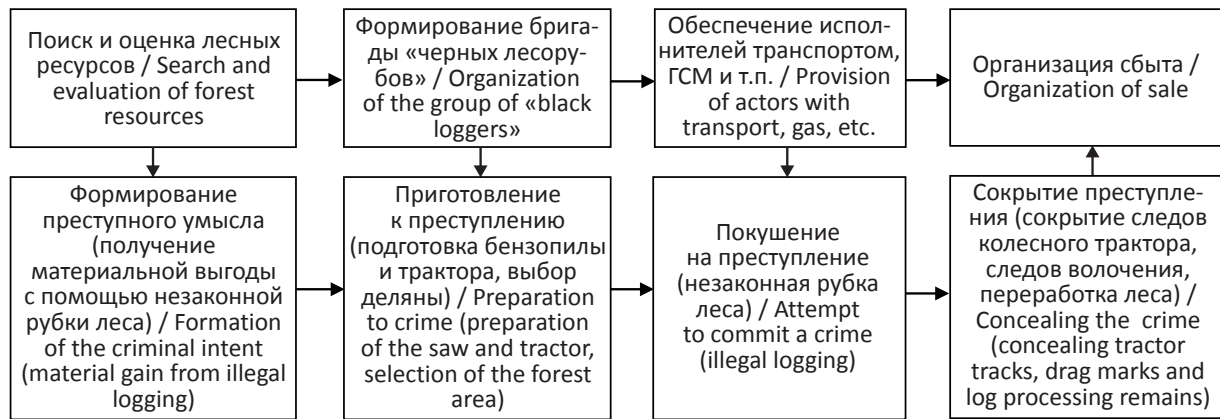 Поиск и оценка лесных
ресурсов / Search and
evaluation of forest
resources
Формирование брига-
ды «черных лесору-
бов» / Organization
of the group of «black
loggers»
Обеспечение испол-
нителей транспортом,
ГСМ и т.п. / Provision
of actors with
transport, gas, etc.
Организация сбыта /
Organization of sale
Формирование
преступного умысла
(получение
материальной выгоды
с помощью незаконной
рубки леса) / Formation
of the criminal intent
(material gain from illegal
logging)
Приготовление
к преступлению
(подготовка бензопилы
и трактора, выбор
деляны) / Preparation
to crime (preparation
of the saw and tractor,
selection of the forest
area)
Покушение
на преступление
(незаконная рубка
леса) / Attempt
to commit a crime
(illegal logging)
Сокрытие преступле-
ния (сокрытие следов
колесного трактора,
следов волочения,
переработка леса) /
Concealing the crime
(concealing tractor
tracks, drag marks and
log processing remains)